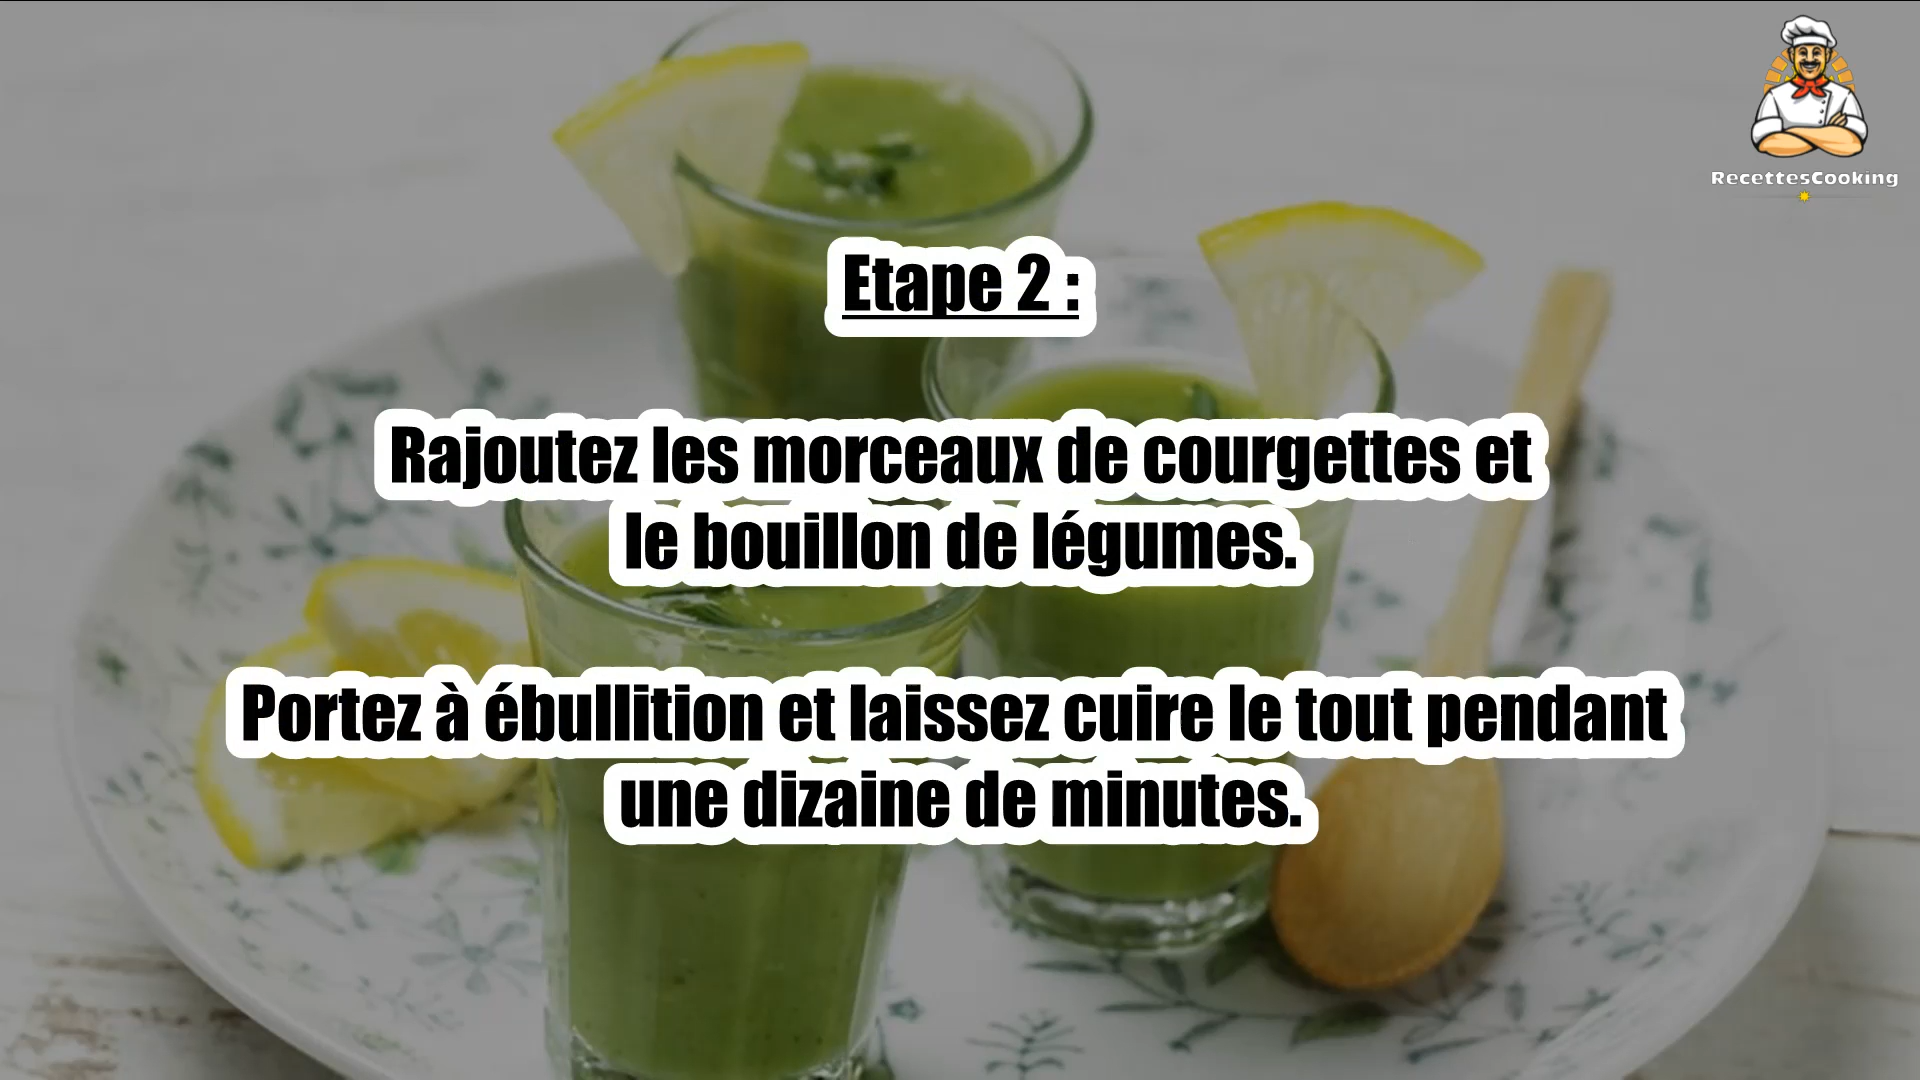 RecettesCooking
Etape 2 :
Rajoutez les morceaux de courgettes et
le bouillon de légumes.
Portez à ébullition et laissez cuire le tout pendant
une dizaine de minutes.